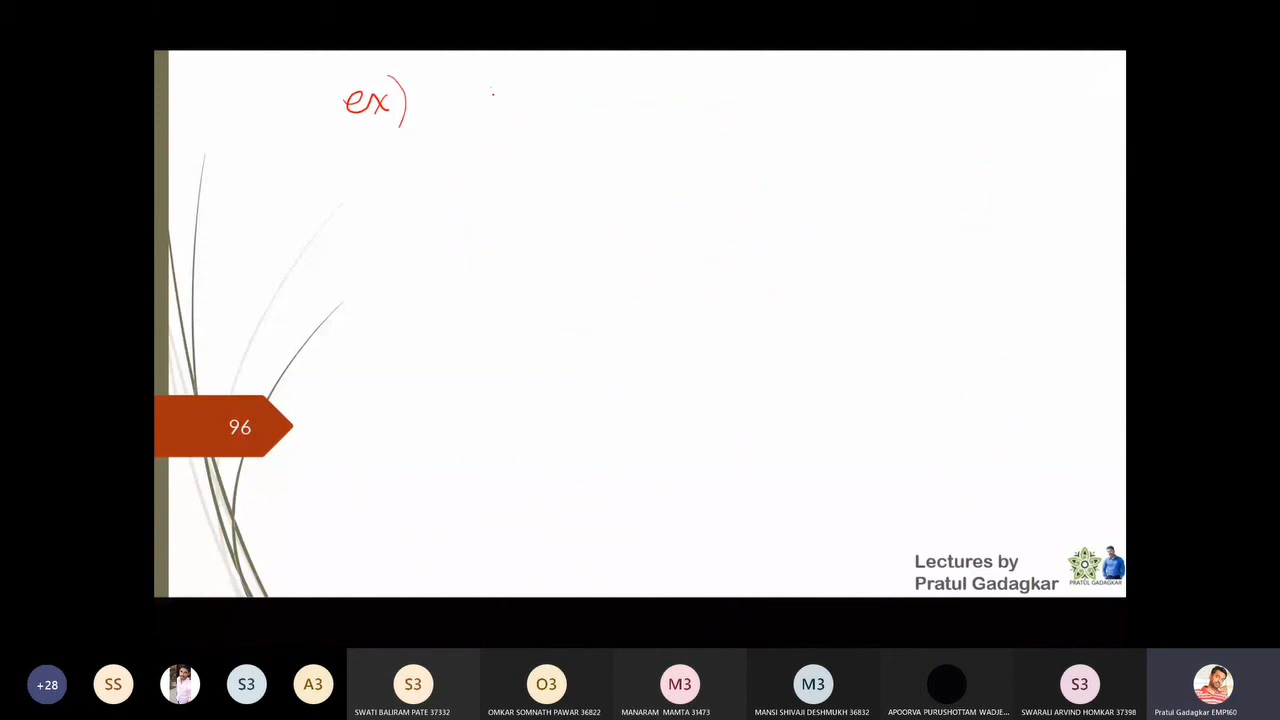 ex)
96
Lectures by
Pratul Gadagkar
PRATUL GADAGKAR
+28
SS
S3
A3
S3
O3
M3
M3
S3
SWATI BALIRAM PATE 37332
OMKAR SOMNATH PAWAR 36822
MANARAM MAMTA 31473
MANSI SHIVAJI DESHMUKH 36832
APOORVA PURUSHOTTAM WADJE...
SWARALI ARVIND HOMKAR 37398
Pratul Gadagkar EMP160